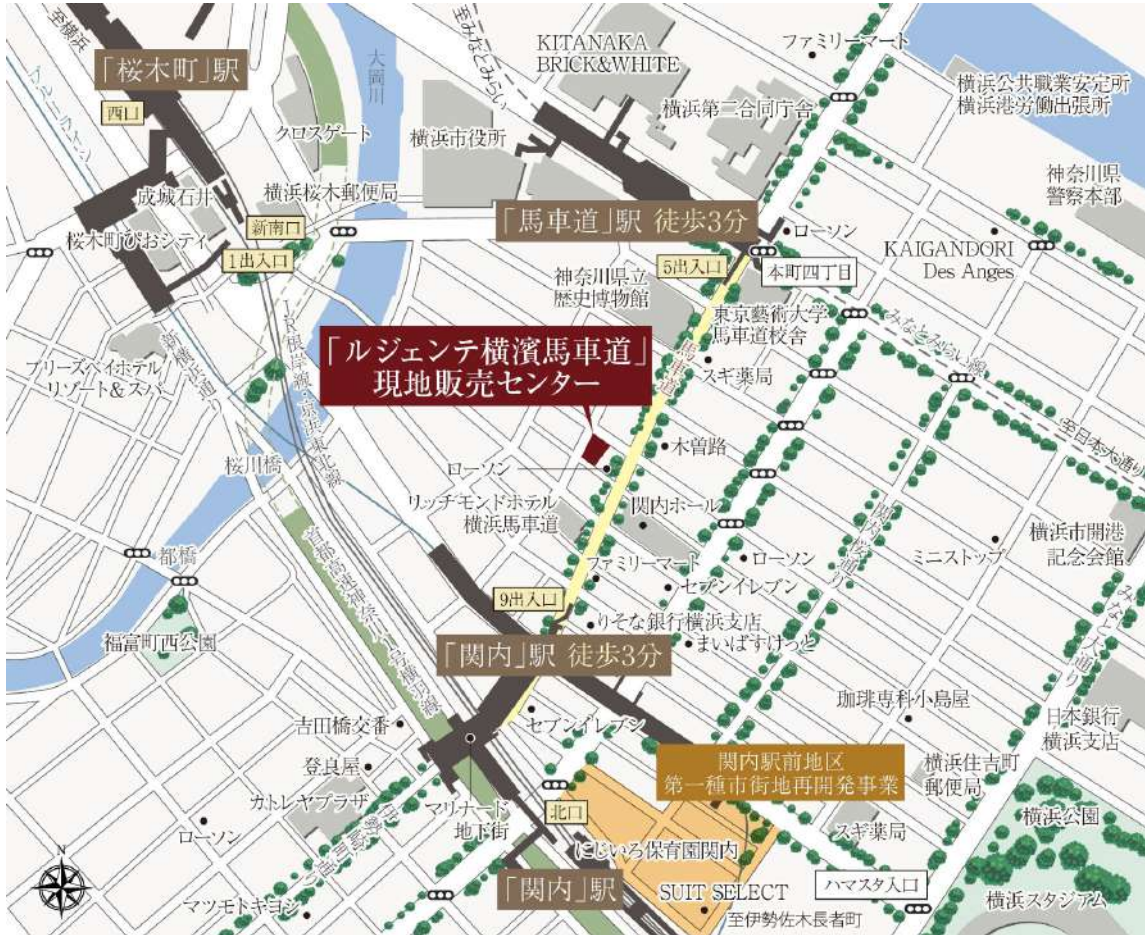 至横浜
「桜木町」駅
西口
ブルーライン
大岡川
クロスゲート
至みなとみらい
KITANAKA
BRICK&WHITE
ファミリーマート
横浜第二合同庁舎
横浜公共職業安定所
横浜港労働出張所
横浜市役所
神奈川県
警察本部
成城石井
横浜桜木郵便局
新南口
桜木町ぴおシティ
1出入口
「馬車道」駅 徒歩3分
ローソン
KAIGANDORI
Des Anges
5出入口
本町四丁目
神奈川県立
歴史博物館
東京藝術大学
馬車道校舎
みなとみらい線
馬車道
スギ薬局
「ルジェンテ横濱馬車道」
現地販売センター
ブリーズベイホテル
リゾート&スパ
新横浜通り
JR根岸線・京浜東北線
至日本大通り
木曽路
桜川橋
ローソン
リッチモンドホテル
横浜馬車道
関内ホール
関内桜通り
ミニストップ
横浜市開港
記念会館
都橋
首都高速神奈川1号横羽線
ファミリーマート
ローソン
セブンイレブン
みなと大通り
9出入口
りそな銀行横浜支店
まいばすけっと
福富町西公園
「関内」駅 徒歩3分
珈琲専科小島屋
吉田橋交番
セブンイレブン
日本銀行
横浜支店
登良屋
関内駅前地区
第一種市街地再開発事業
横浜住吉町
郵便局
カトレヤプラザ
マリナード
地下街
北口
横浜公園
ローソン
スギ薬局
にじいろ保育園関内
N
「関内」駅
SUIT SELECT
ハマスタ入口
マツモトキヨシ
至伊勢佐木長者町
横浜スタジアム